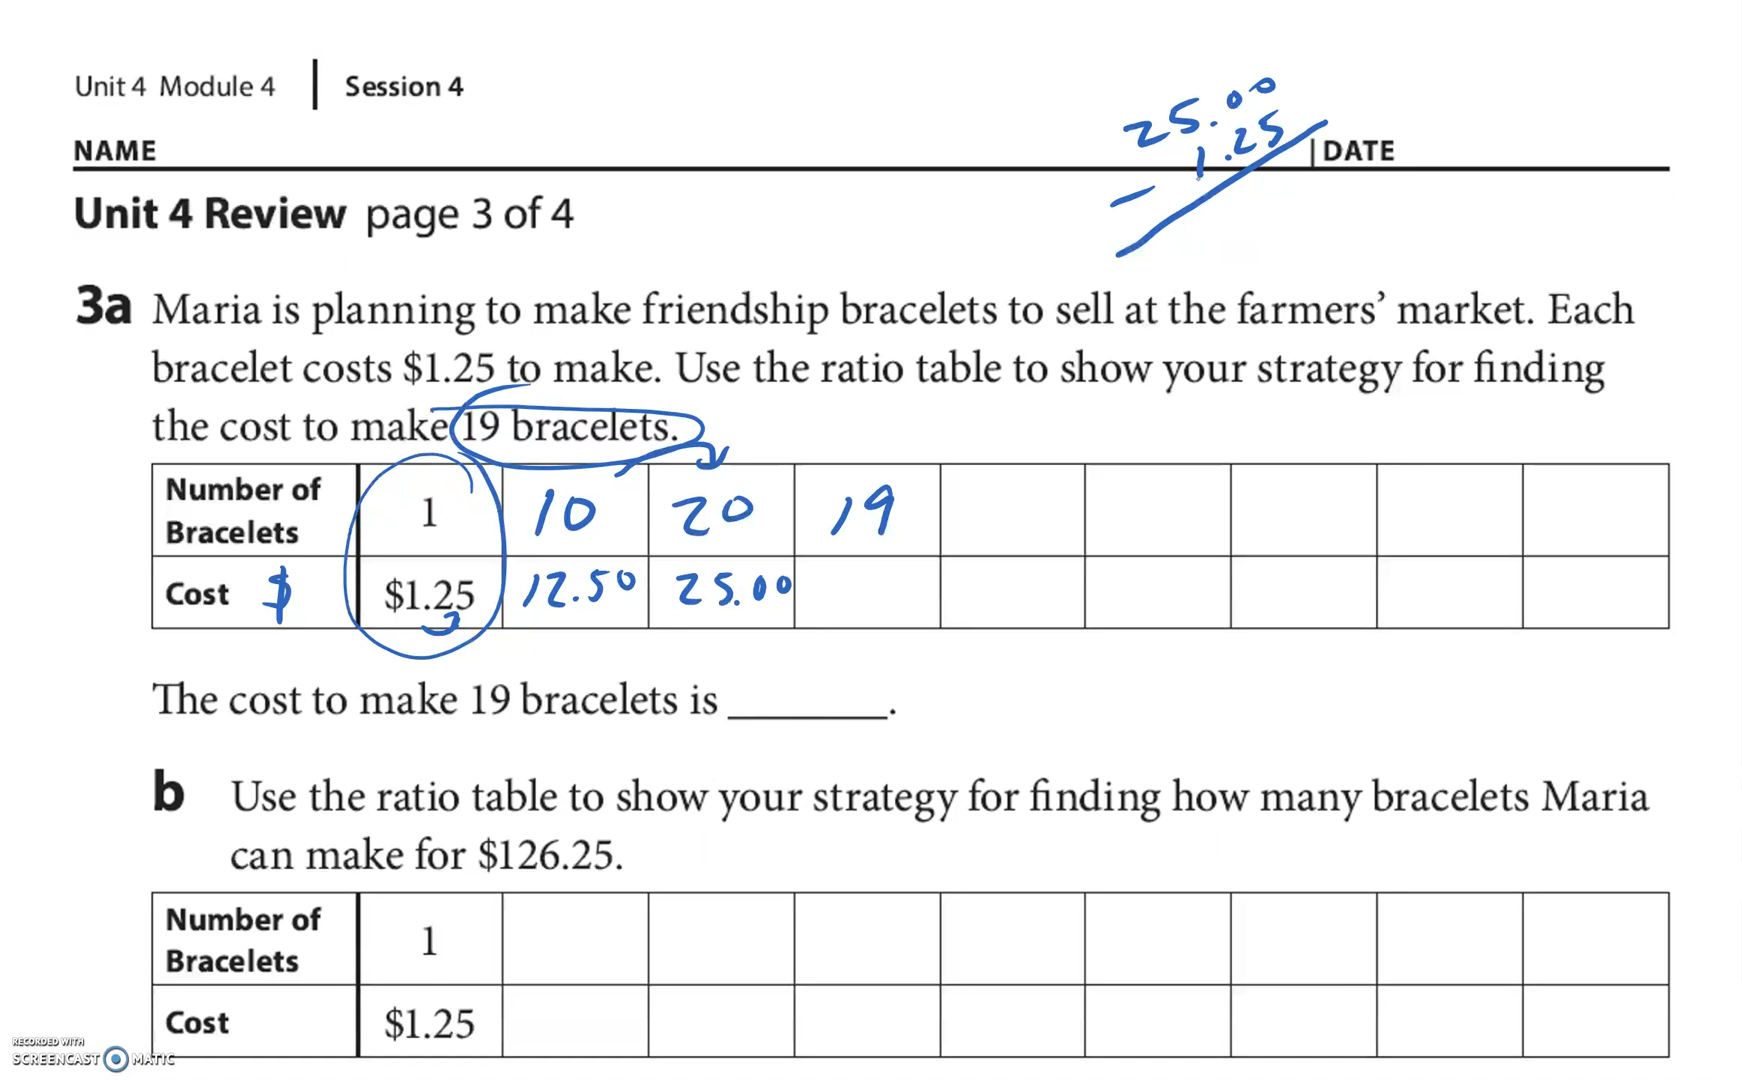 Unit 4 Module 4 | Session 4
25.00
- 1.25
NAME | DATE
Unit 4 Review page 3 of 4
3a Maria is planning to make friendship bracelets to sell at the farmers’ market. Each
bracelet costs $1.25 to make. Use the ratio table to show your strategy for finding
the cost to make 19 bracelets.
Number of Bracelets 1 10 20 19
Cost $ $1.25 12.50 25.00
The cost to make 19 bracelets is ________.
b Use the ratio table to show your strategy for finding how many bracelets Maria
can make for $126.25.
Number of Bracelets 1
Cost $1.25
RECORDED WITH
SCREENCAST MATIC